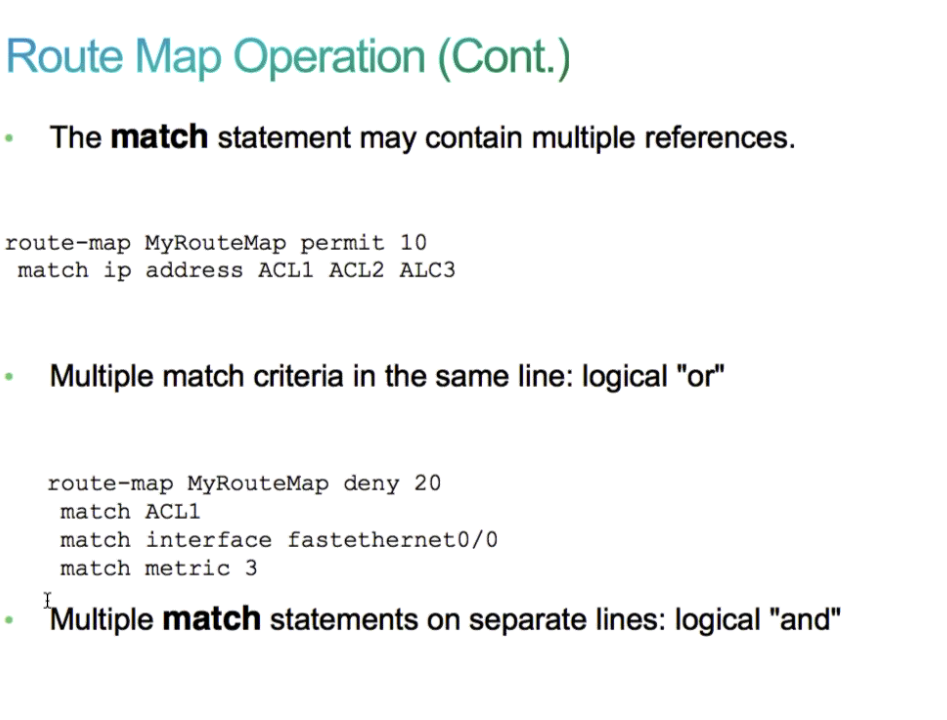 Route Map Operation (Cont.)
• The match statement may contain multiple references.
route-map MyRouteMap permit 10
match ip address ACL1 ACL2 ALC3
• Multiple match criteria in the same line: logical "or"
route-map MyRouteMap deny 20
match ACL1
match interface fastethernet0/0
match metric 3
• Multiple match statements on separate lines: logical "and"